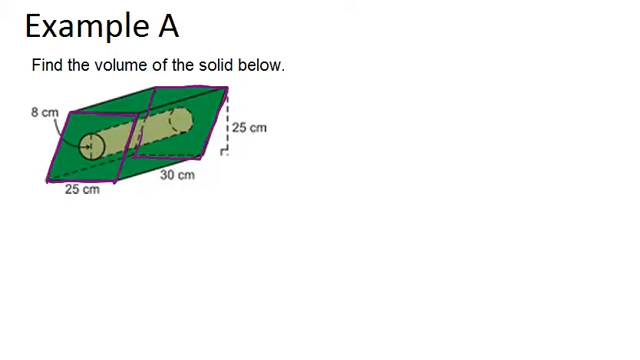 Example A
Find the volume of the solid below.
8 cm
25 cm
30 cm
25 cm